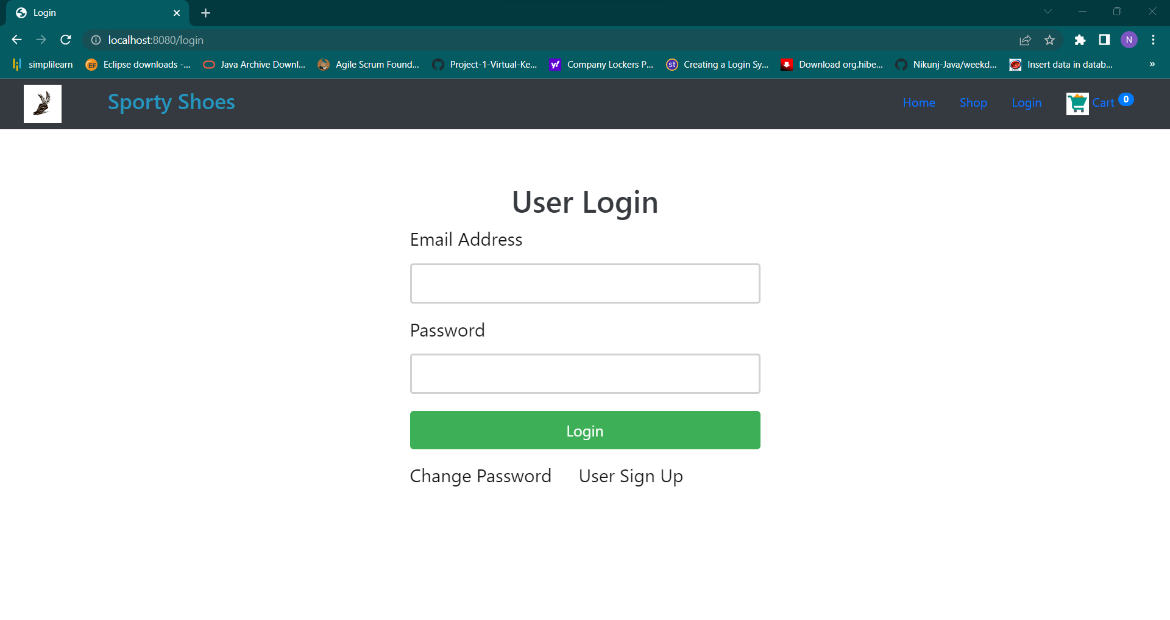 Login
localhost:8080/login
N
simplilearn
Eclipse downloads -...
Java Archive Downl...
Agile Scrum Found...
Project-1-Virtual-Ke...
Company Lockers P...
Creating a Login Sy...
Download org.hibe...
Nikunj-Java/weekd...
Insert data in datab...
»
Sporty Shoes
Home
Shop
Login
Cart 0
User Login
Email Address
Password
Login
Change Password
User Sign Up